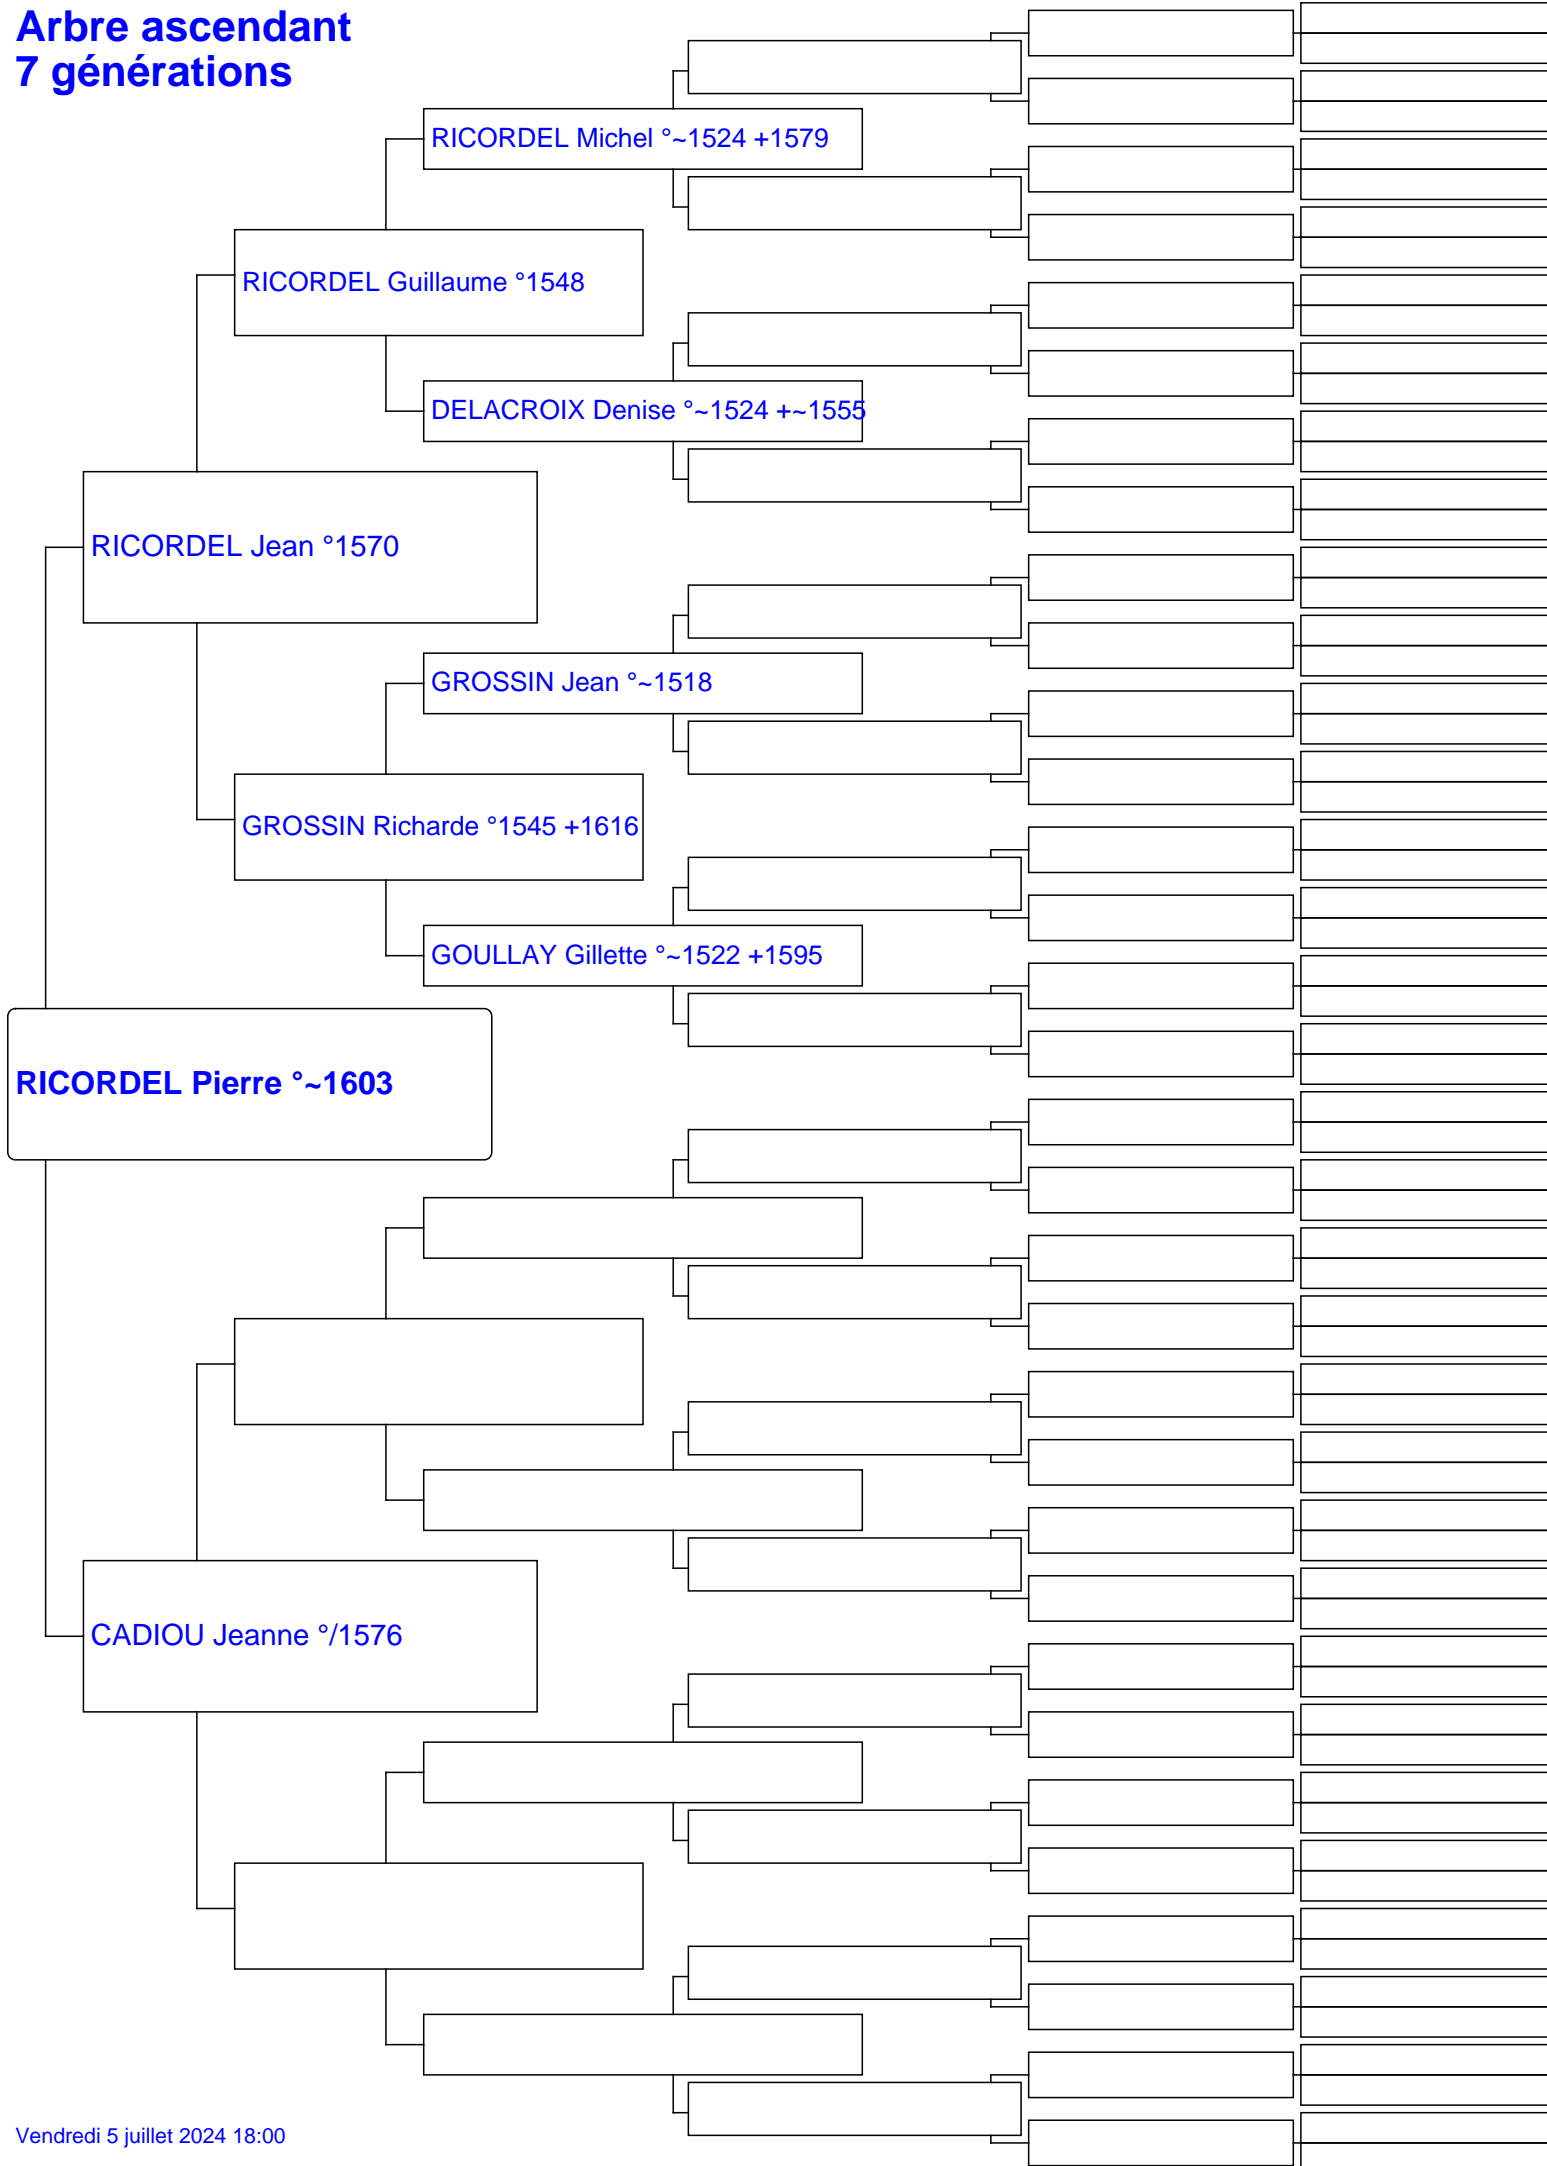 Arbre ascendant
7 générations
RICORDEL Michel °~1524 +1579
RICORDEL Guillaume °1548
DELACROIX Denise °~1524 +~1555
RICORDEL Jean °1570
GROSSIN Jean °~1518
GROSSIN Richarde °1545 +1616
GOULLAY Gillette °~1522 +1595
RICORDEL Pierre °~1603
CADIOU Jeanne °/1576
Vendredi 5 juillet 2024 18:00